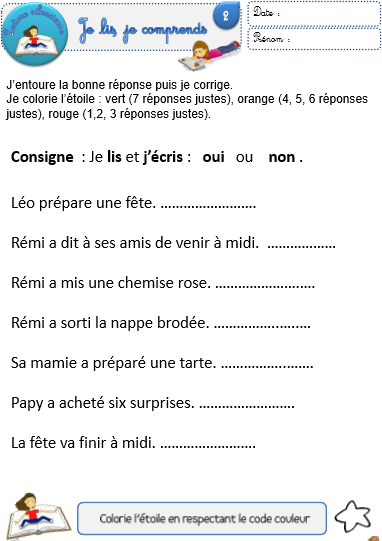 Je lis, je comprends
2
Date :
Prénom :
J'entoure la bonne réponse puis je corrige.
Je colorie l'étoile : vert (7 réponses justes), orange (4, 5, 6 réponses
justes), rouge (1,2, 3 réponses justes).
Consigne : Je lis et j'écris : oui ou non .
Léo prépare une fête. ……………………..
Rémi a dit à ses amis de venir à midi. ………………
Rémi a mis une chemise rose. ……………………..
Rémi a sorti la nappe brodée. ……………………..
Sa mamie a préparé une tarte. ……………………..
Papy a acheté six surprises. ……………………..
La fête va finir à midi. ……………………..
Colorie l'étoile en respectant le code couleur